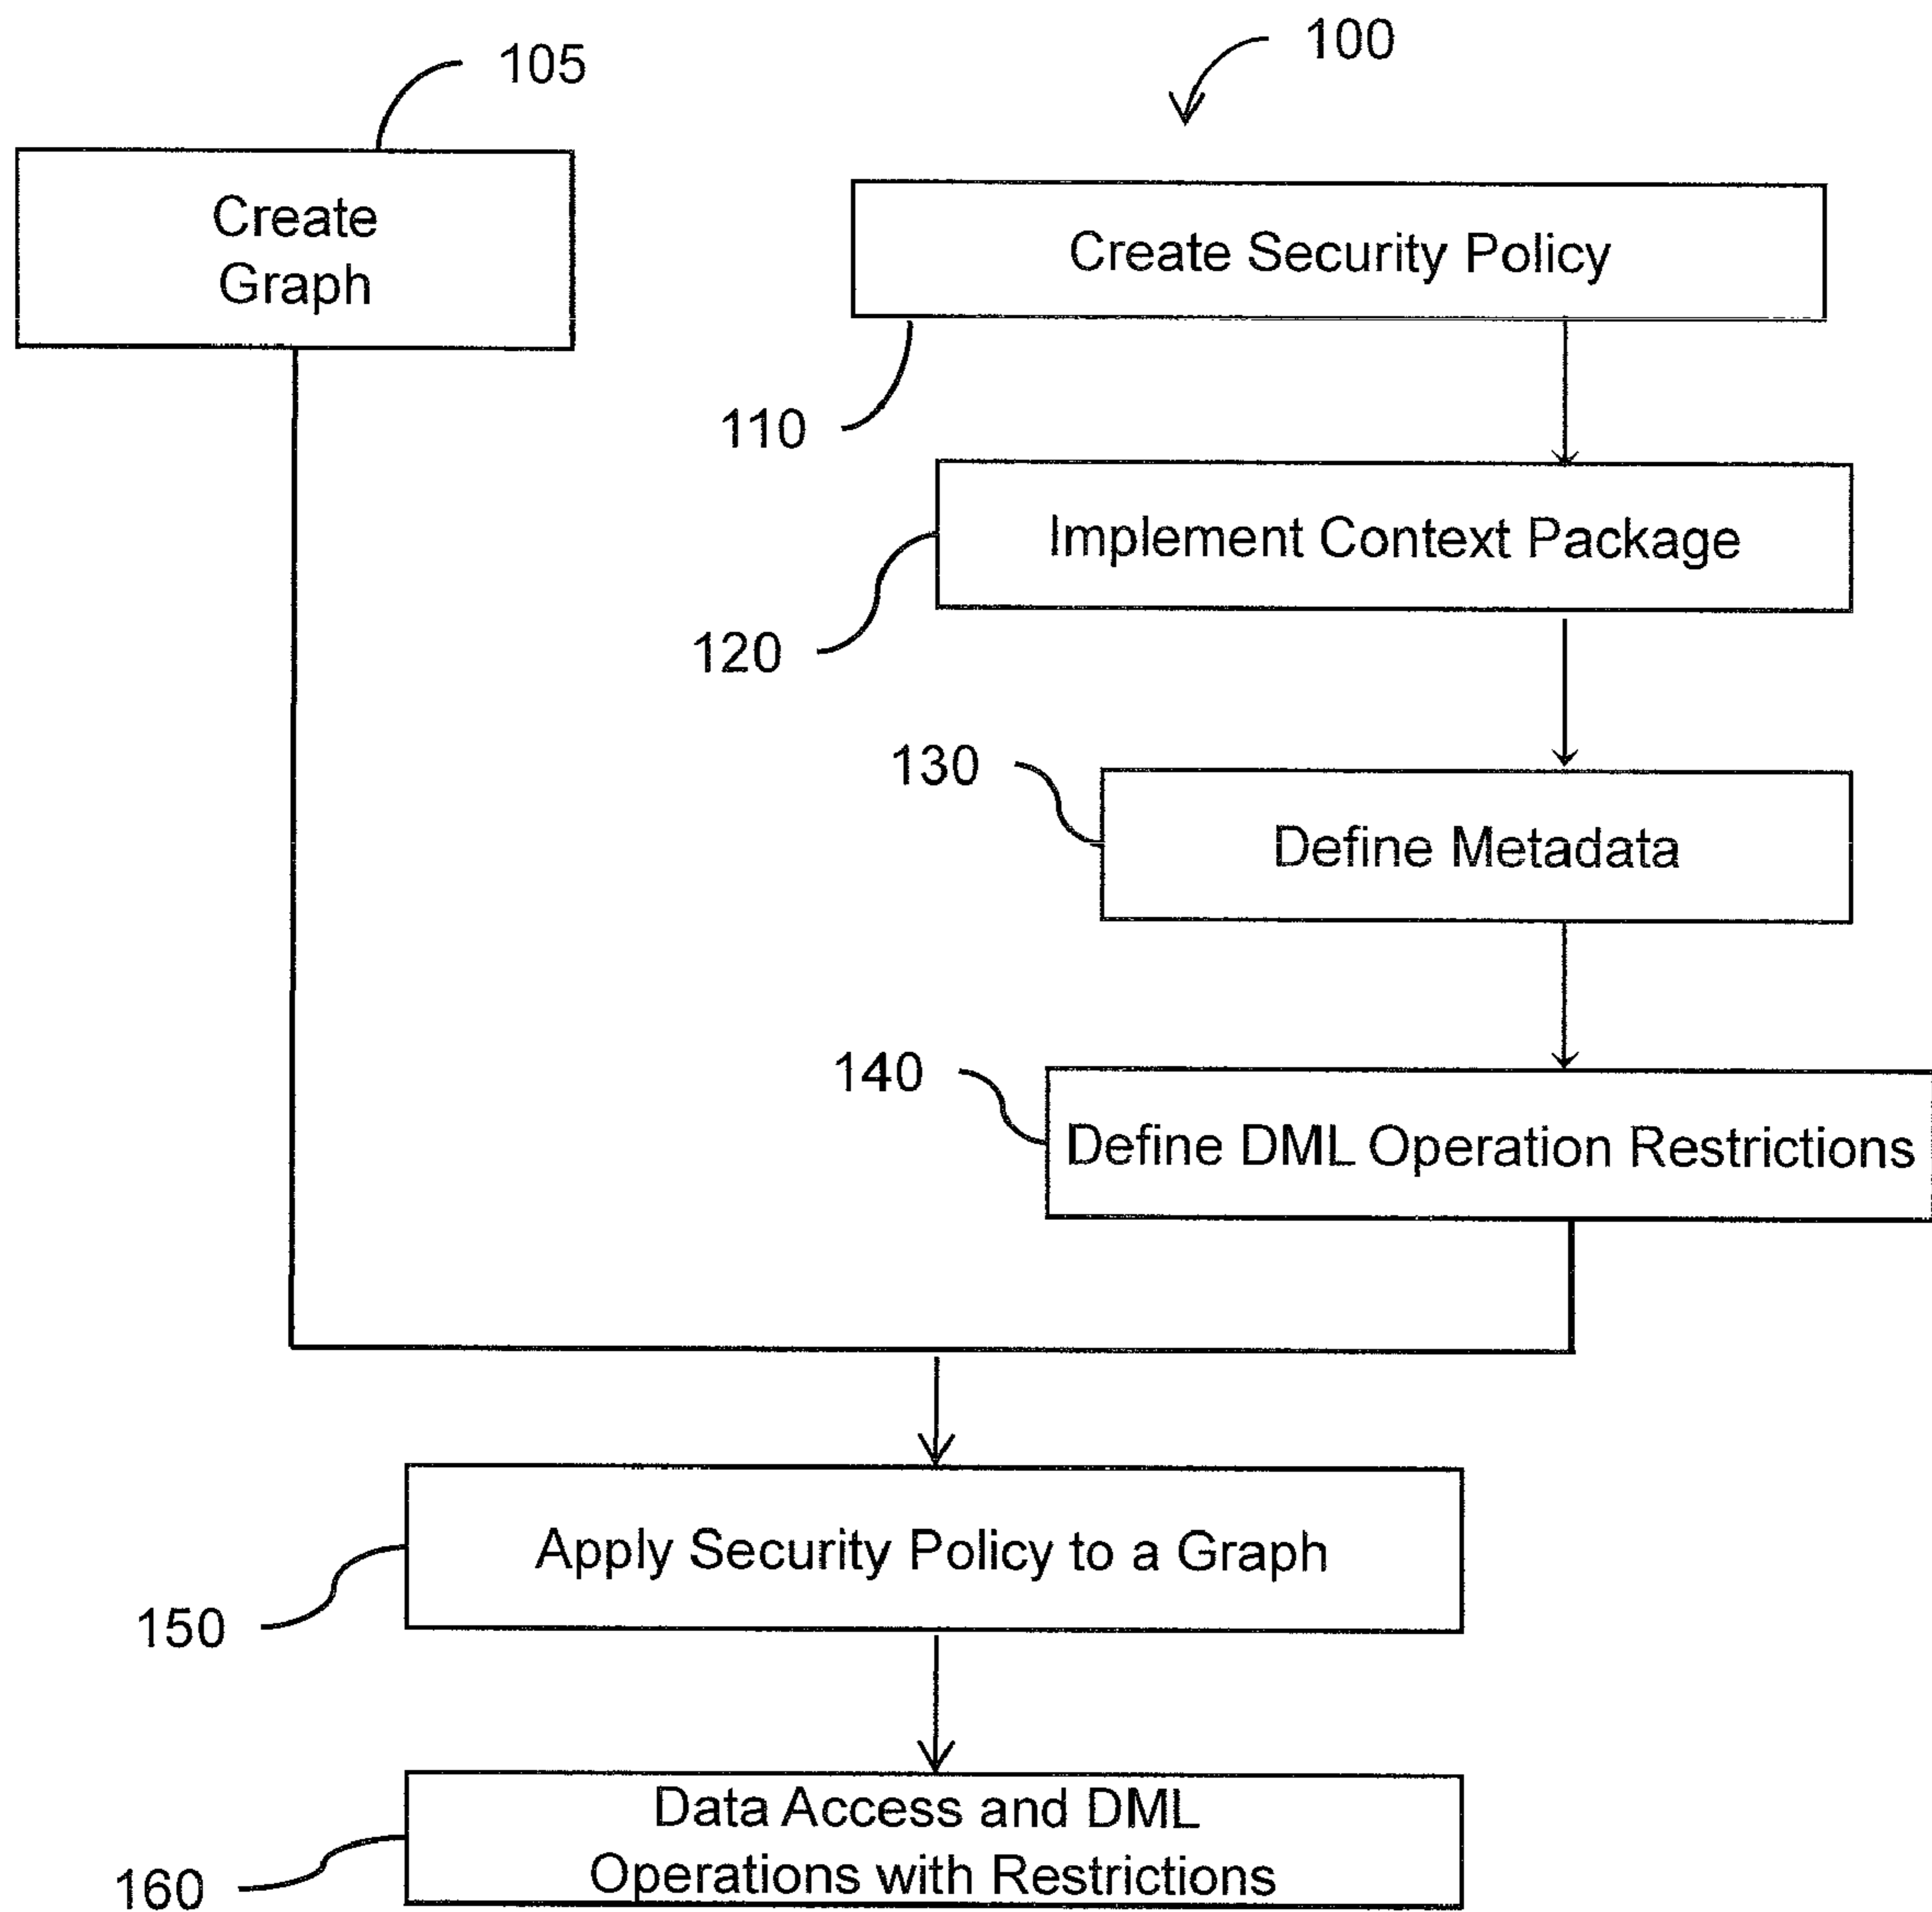 100
105
Create
Graph
Create Security Policy
110
Implement Context Package
120
130
Define Metadata
140
Define DML Operation Restrictions
Apply Security Policy to a Graph
150
Data Access and DML
Operations with Restrictions
160